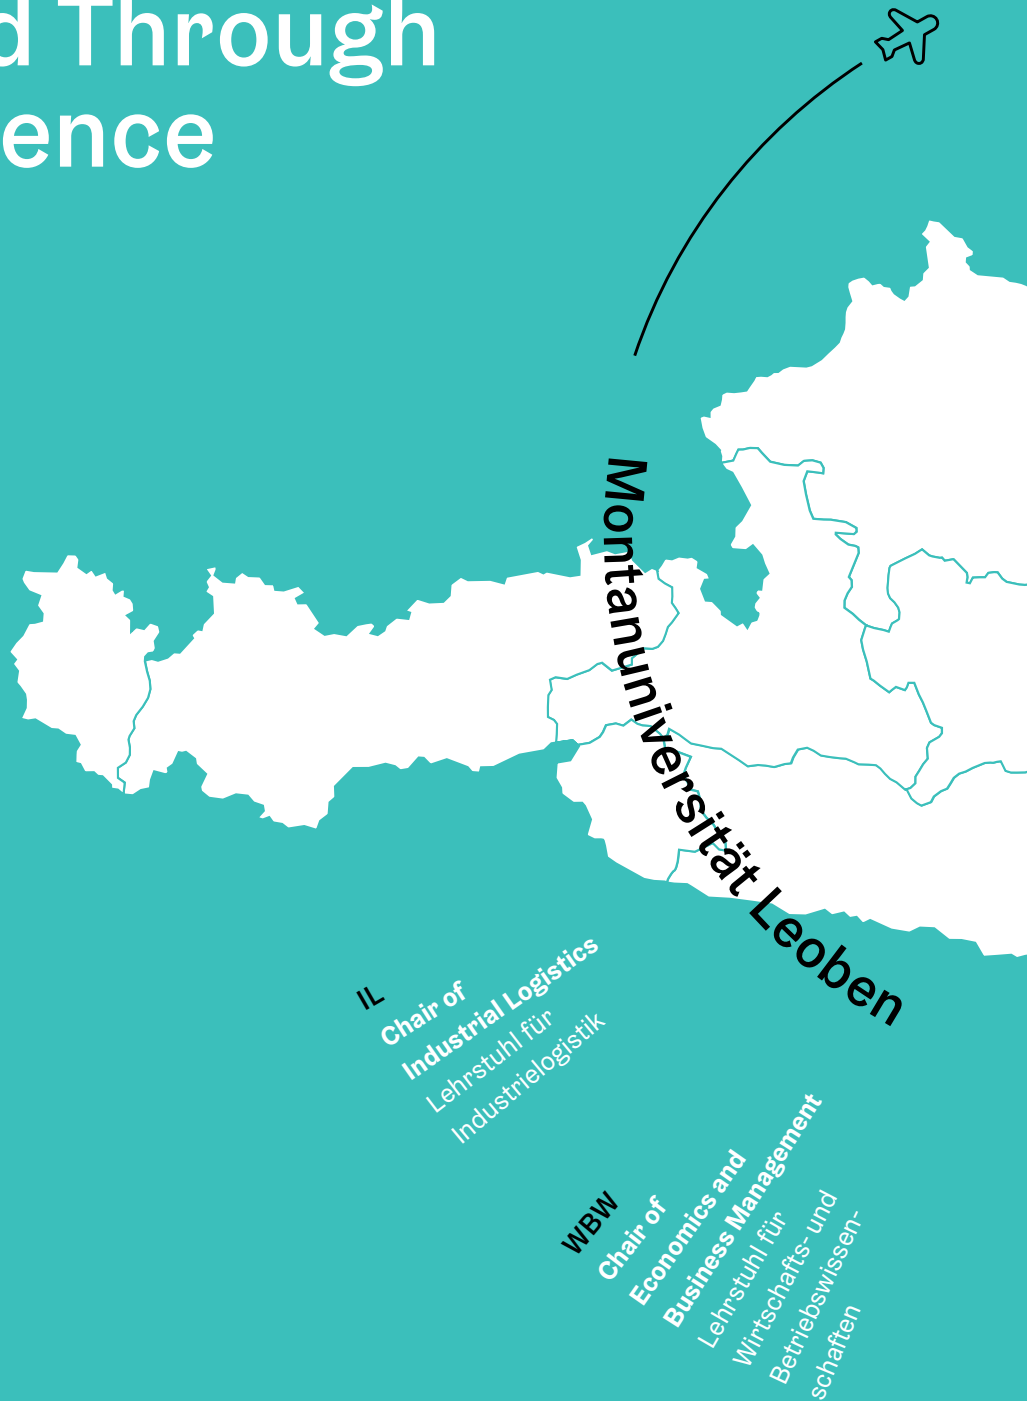 d Through
ence
Montanuniversität Leoben
IL
Chair of
Industrial Logistics
Lehrstuhl für
Industrielogistik
WBW
Chair of
Economics and
Business Management
Lehrstuhl für
Wirtschafts- und
Betriebswissen-
schaften